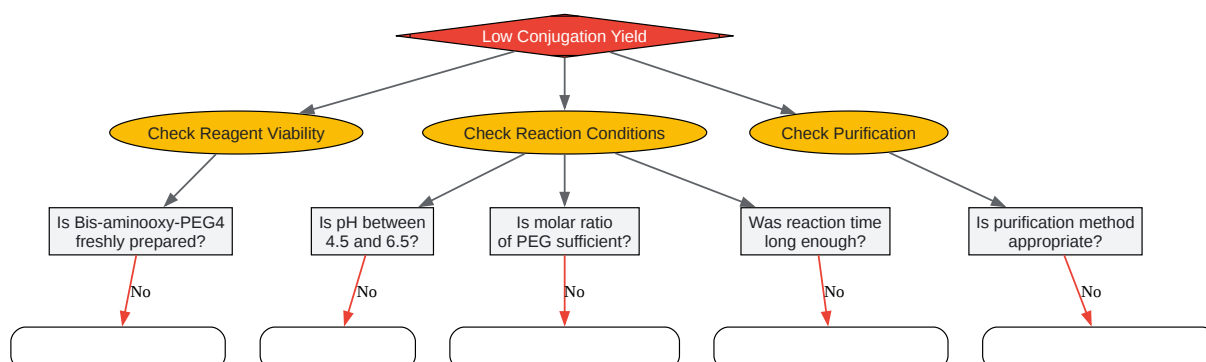 Low Conjugation Yield
Check Reagent Viability
Check Reaction Conditions
Check Purification
Is Bis-aminooxy-PEG4
freshly prepared?
Is pH between
4.5 and 6.5?
Is molar ratio
of PEG sufficient?
Was reaction time
long enough?
Is purification method
appropriate?
No
No
No
No
No